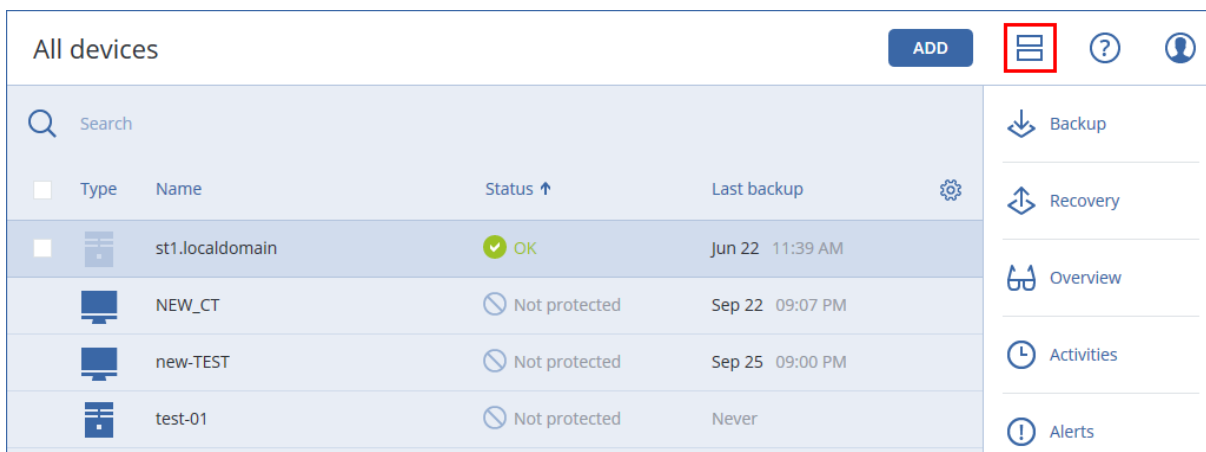 All devices ADD
Search
Type Name Status Last backup
st1.localdomain OK Jun 22 11:39 AM
NEW_CT Not protected Sep 22 09:07 PM
new-TEST Not protected Sep 25 09:00 PM
test-01 Not protected Never
Backup
Recovery
Overview
Activities
Alerts